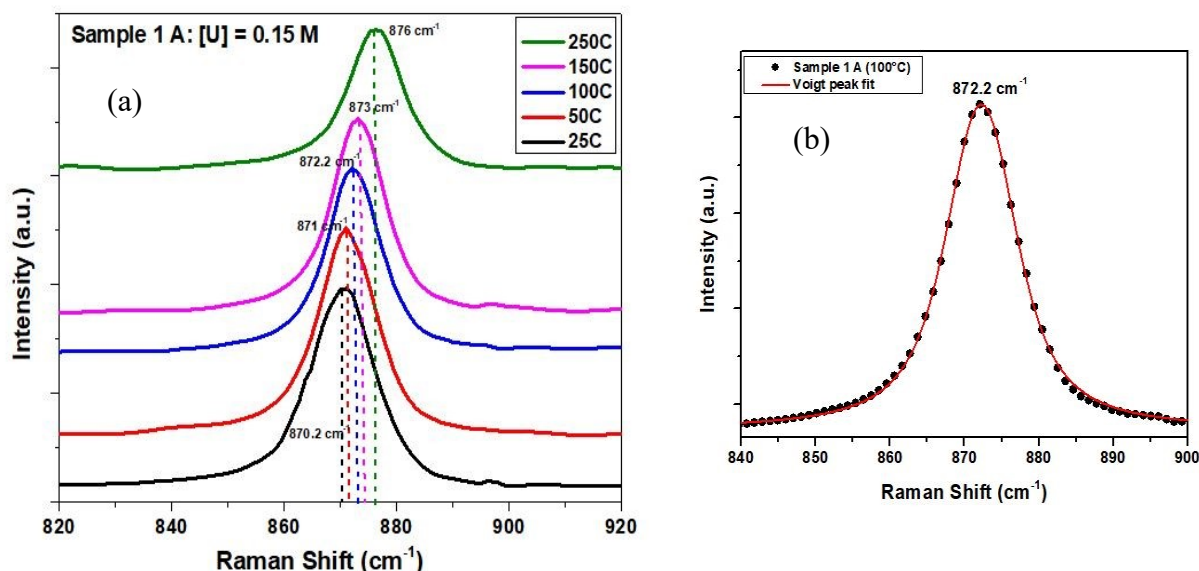 Sample 1 A: [U] = 0.15 M
876 cm⁻¹
250C
150C
100C
50C
25C
(a)
873 cm⁻¹
872.2 cm⁻¹
871 cm⁻¹
870.2 cm⁻¹
Intensity (a.u.)
820
840
860
880
900
920
Raman Shift (cm⁻¹)
Sample 1 A (100°C)
Voigt peak fit
872.2 cm⁻¹
(b)
Intensity (a.u.)
840
850
860
870
880
890
900
Raman Shift (cm⁻¹)